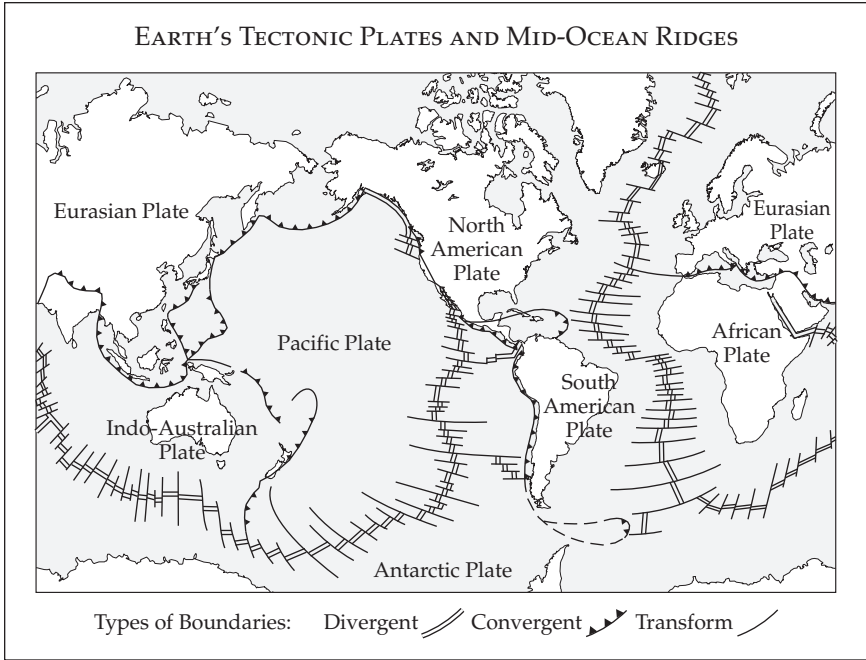 EARTH'S TECTONIC PLATES AND MID-OCEAN RIDGES
Eurasian Plate
North
American
Plate
Eurasian
Plate
Pacific Plate
African
Plate
South
American
Plate
Indo-Australian
Plate
Antarctic Plate
Types of Boundaries: Divergent Convergent Transform